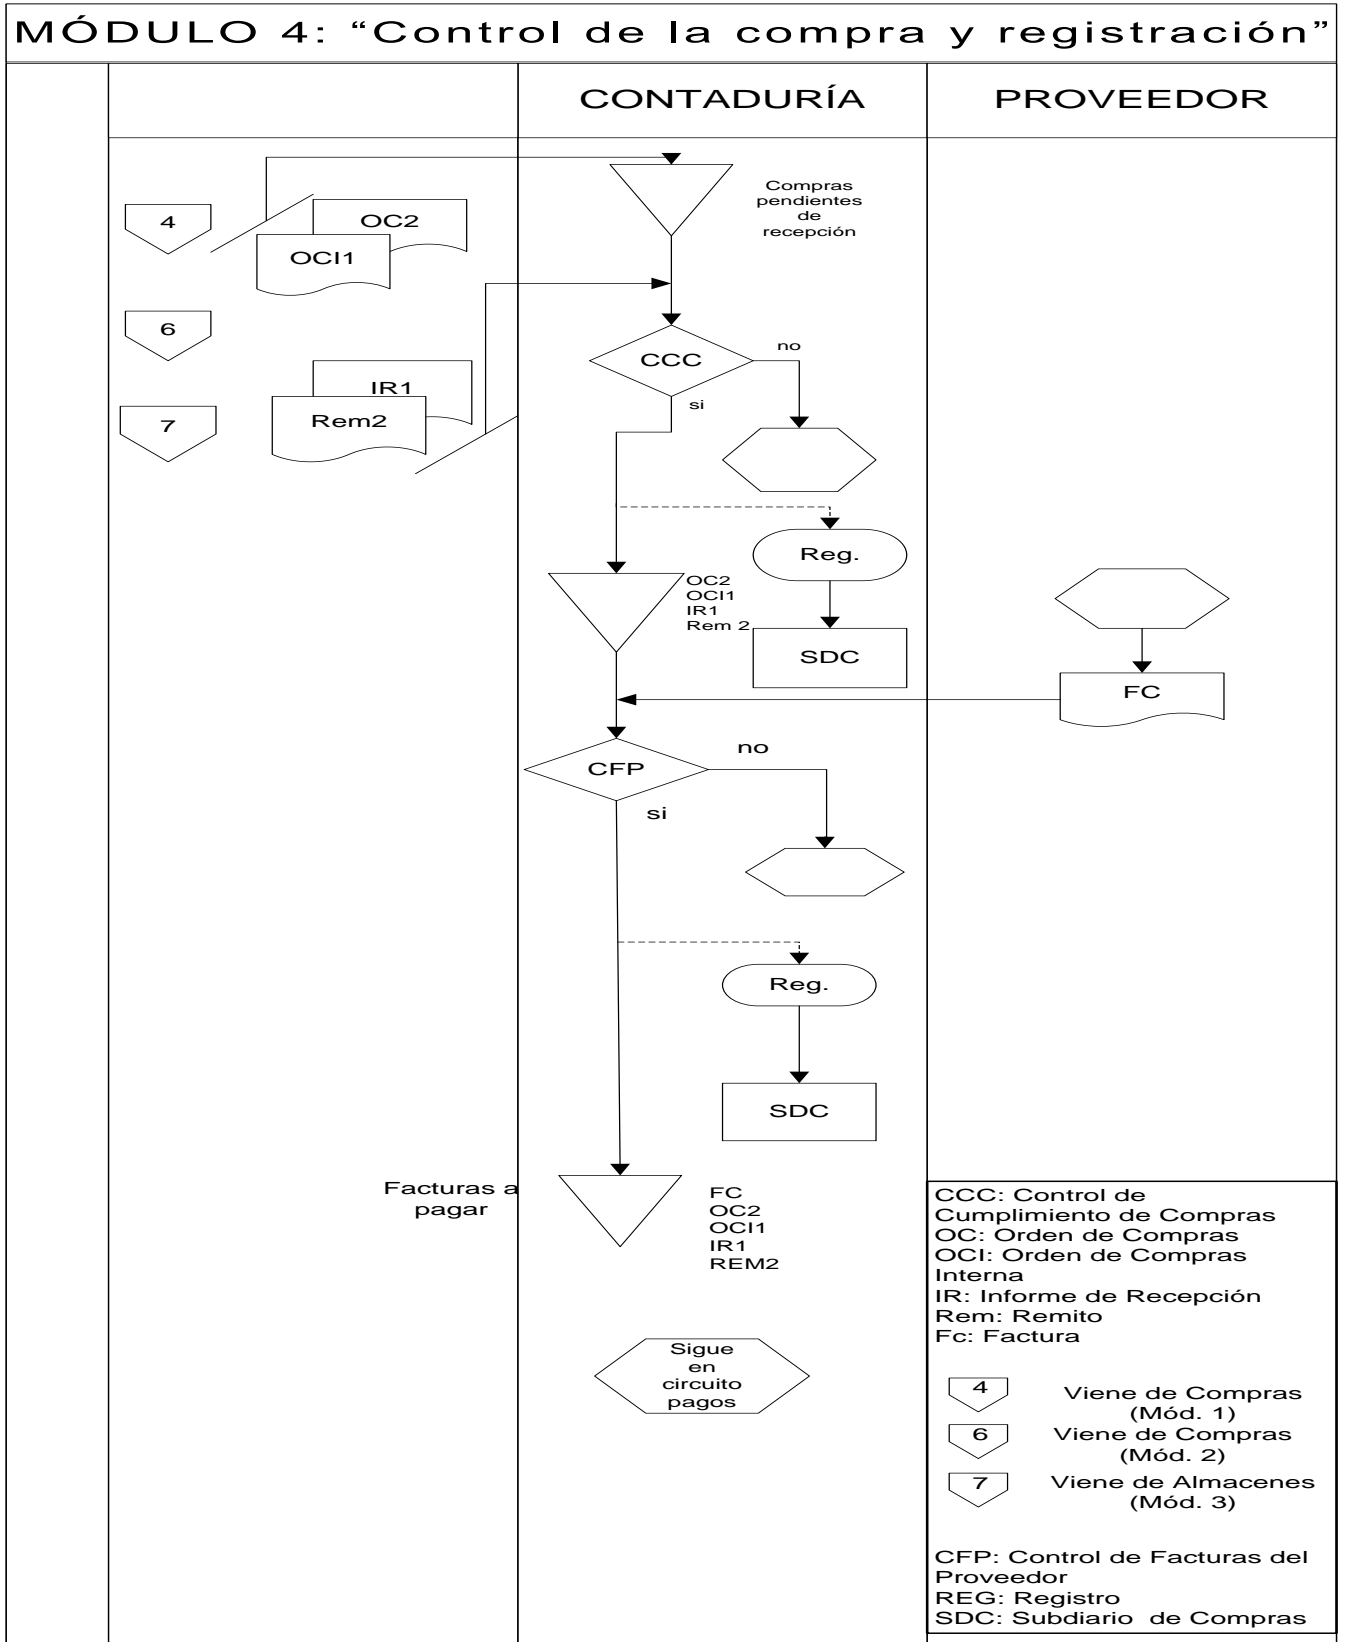 MÓDULO 4: “Control de la compra y registración”
CONTADURÍA
PROVEEDOR
Compras
pendientes
de
recepción
4
OC2
OCI1
6
CCC
no
si
IR1
Rem2
7
Reg.
OC2
OCI1
IR1
Rem 2
SDC
FC
CFP
no
si
Reg.
SDC
Facturas a
pagar
FC
OC2
OCI1
IR1
REM2
Sigue
en
circuito
pagos
CCC: Control de
Cumplimiento de Compras
OC: Orden de Compras
OCI: Orden de Compras
Interna
IR: Informe de Recepción
Rem: Remito
Fc: Factura
4 Viene de Compras
(Mód. 1)
6 Viene de Compras
(Mód. 2)
7 Viene de Almacenes
(Mód. 3)
CFP: Control de Facturas del
Proveedor
REG: Registro
SDC: Subdiario de Compras